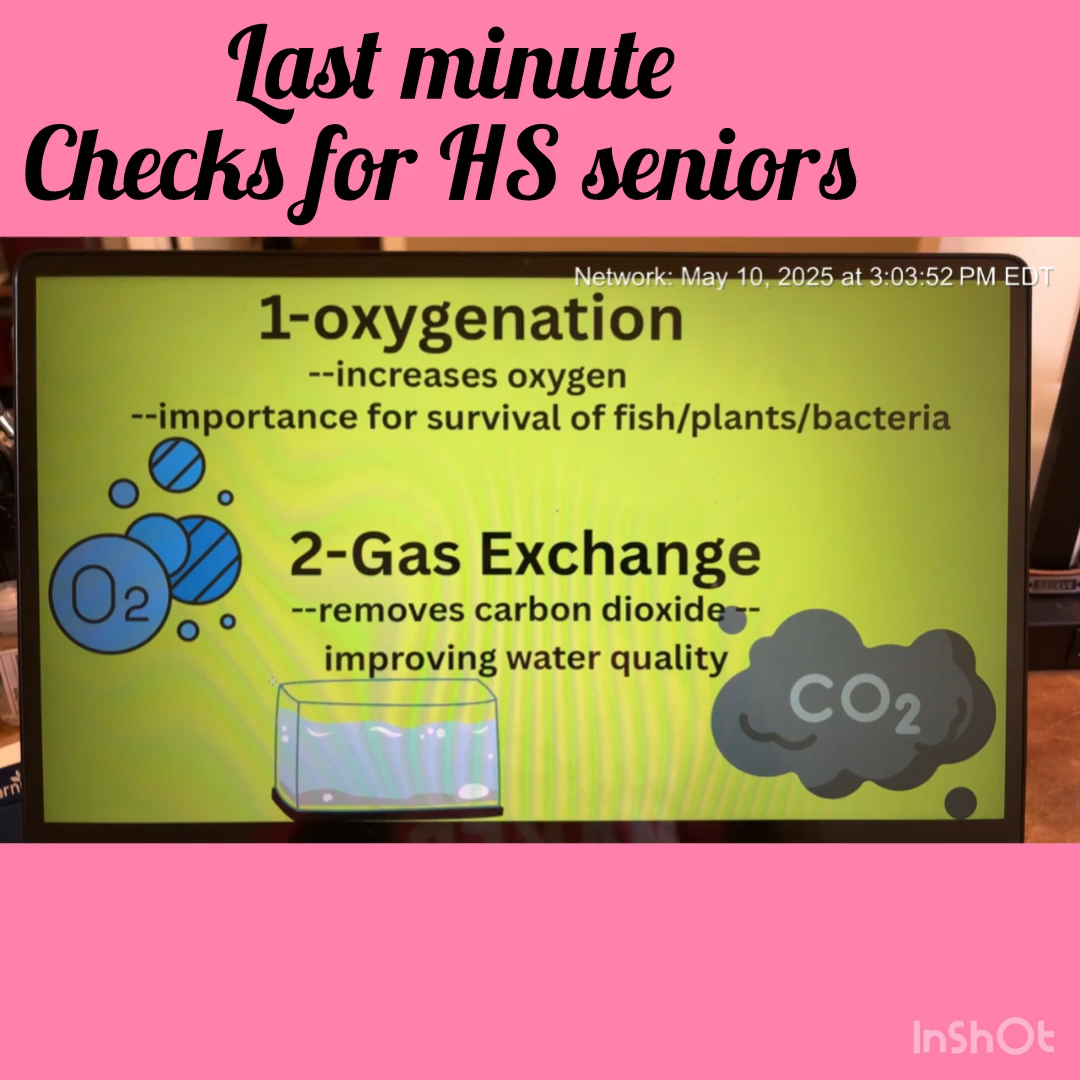 Last minute
Checks for HS seniors
Network: May 10, 2025 at 3:03:52 PM EDT
1-oxygenation
--increases oxygen
--importance for survival of fish/plants/bacteria
O2
2-Gas Exchange
--removes carbon dioxide--
improving water quality
CO2
InShOt